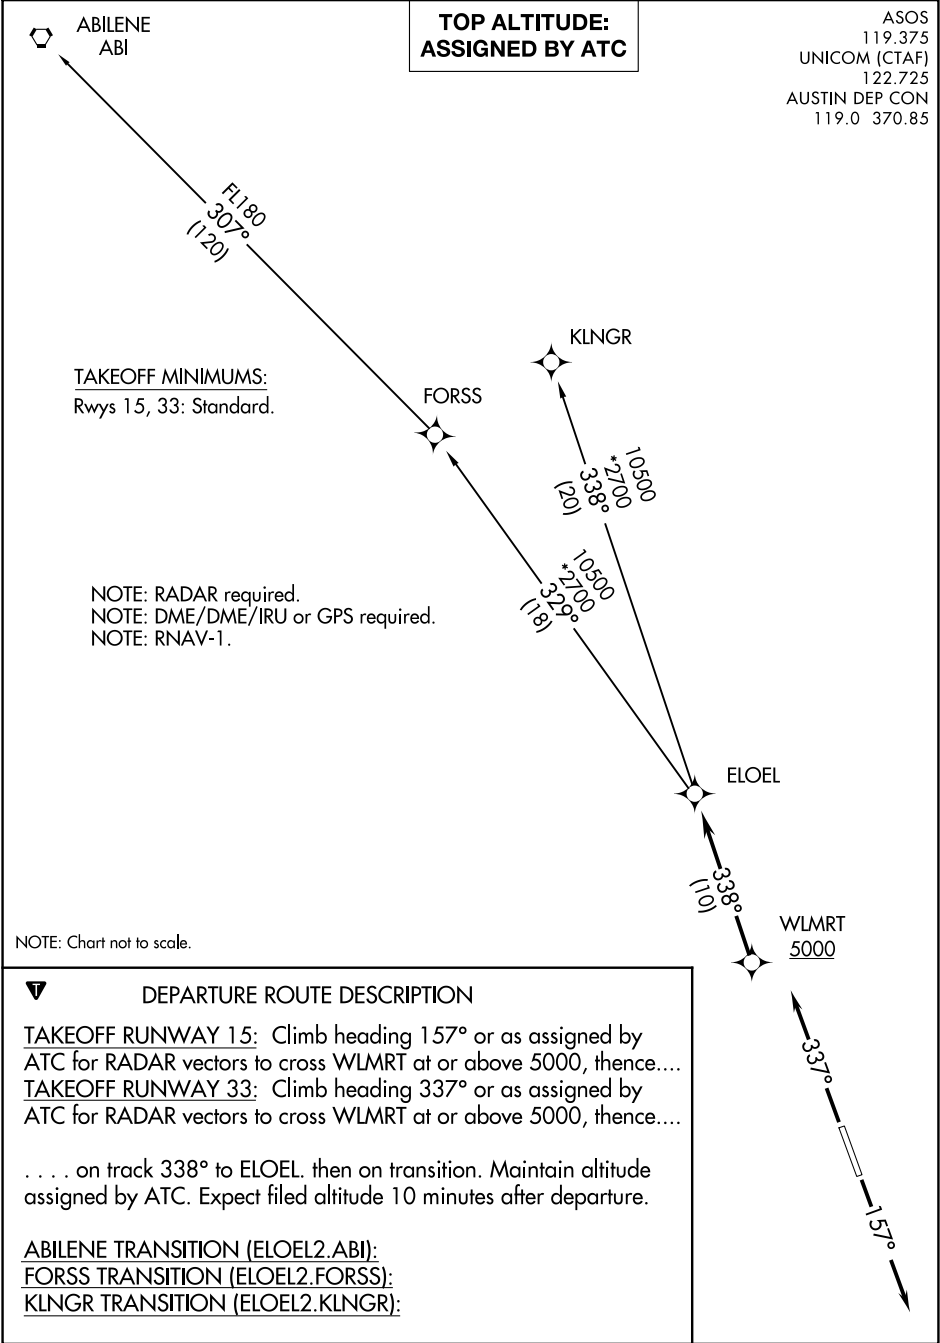 ABILENE
ABI
TOP ALTITUDE:
ASSIGNED BY ATC
ASOS
119.375
UNICOM (CTAF)
122.725
AUSTIN DEP CON
119.0 370.85
FL180
307°
(120)
KLNGR
TAKEOFF MINIMUMS:
Rwys 15, 33: Standard.
FORSS
10500
*2700
338°
(20)
10500
*2700
329°
(18)
NOTE: RADAR required.
NOTE: DME/DME/IRU or GPS required.
NOTE: RNAV-1.
ELOEL
338°
(10)
WLMRT
5000
NOTE: Chart not to scale.
337°
157°
T
DEPARTURE ROUTE DESCRIPTION
TAKEOFF RUNWAY 15: Climb heading 157° or as assigned by
ATC for RADAR vectors to cross WLMRT at or above 5000, thence....
TAKEOFF RUNWAY 33: Climb heading 337° or as assigned by
ATC for RADAR vectors to cross WLMRT at or above 5000, thence....
. . . . on track 338° to ELOEL. then on transition. Maintain altitude
assigned by ATC. Expect filed altitude 10 minutes after departure.
ABILENE TRANSITION (ELOEL2.ABI):
FORSS TRANSITION (ELOEL2.FORSS):
KLNGR TRANSITION (ELOEL2.KLNGR):